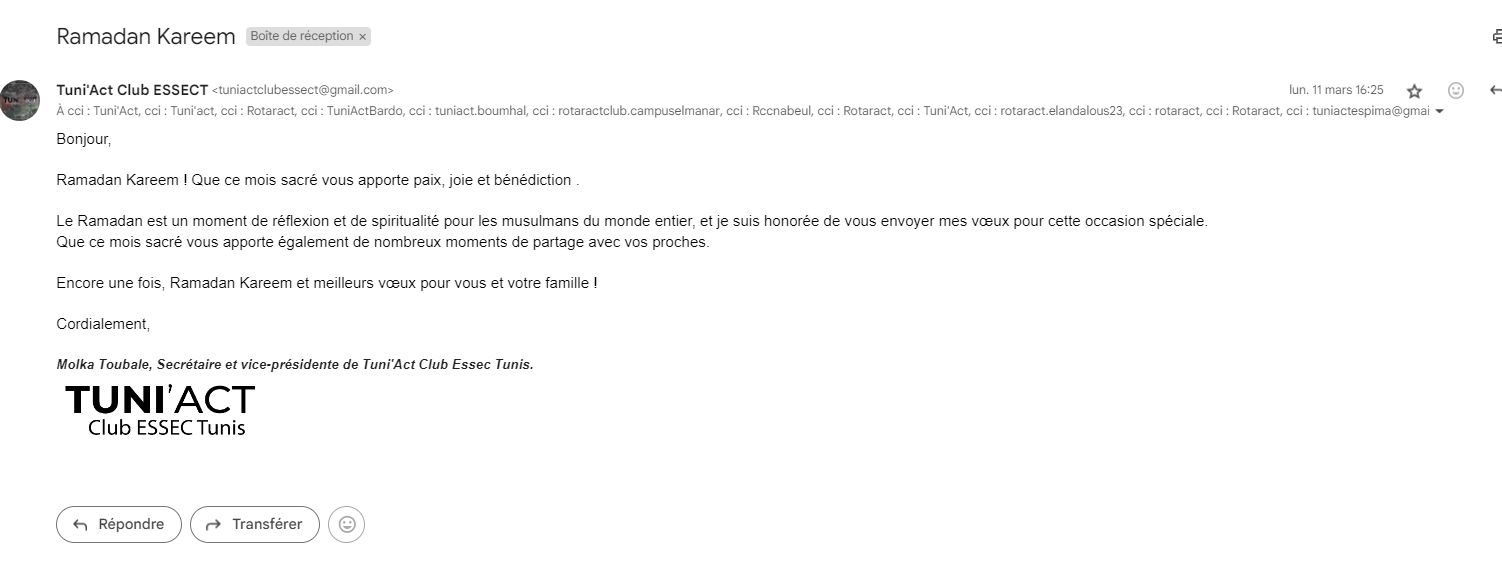 Ramadan Kareem Boîte de réception ×
Tuni'Act Club ESSECT <tuniactclubessect@gmail.com> lun. 11 mars 16:25
À cci : Tuni'Act, cci : Tuni'act, cci : Rotaract, cci : TuniActBardo, cci : tuniact.boumhal, cci : rotaractclub.campuselmanar, cci : Rccnabeul, cci : Rotaract, cci : Tuni'Act, cci : rotaract.elandalous23, cci : rotaract, cci : Rotaract, cci : tuniactespima@gmai
Bonjour,
Ramadan Kareem ! Que ce mois sacré vous apporte paix, joie et bénédiction .
Le Ramadan est un moment de réflexion et de spiritualité pour les musulmans du monde entier, et je suis honorée de vous envoyer mes vœux pour cette occasion spéciale.
Que ce mois sacré vous apporte également de nombreux moments de partage avec vos proches.
Encore une fois, Ramadan Kareem et meilleurs vœux pour vous et votre famille !
Cordialement,
Molka Toubale, Secrétaire et vice-présidente de Tuni'Act Club Essec Tunis.
TUNI'ACT
Club ESSEC Tunis
Répondre Transférer